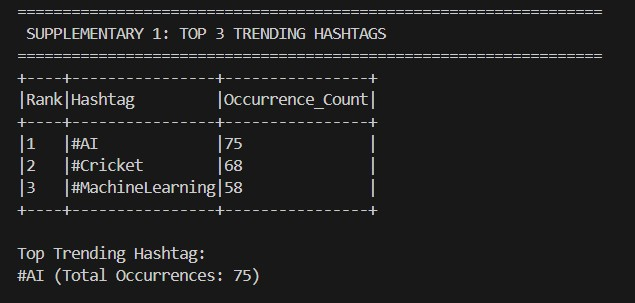 =================================================================
 SUPPLEMENTARY 1: TOP 3 TRENDING HASHTAGS
=================================================================
+----+----------------+----------------+
|Rank|Hashtag         |Occurrence_Count|
+----+----------------+----------------+
|1   |#AI             |75              |
|2   |#Cricket        |68              |
|3   |#MachineLearning|58              |
+----+----------------+----------------+

Top Trending Hashtag:
#AI (Total Occurrences: 75)